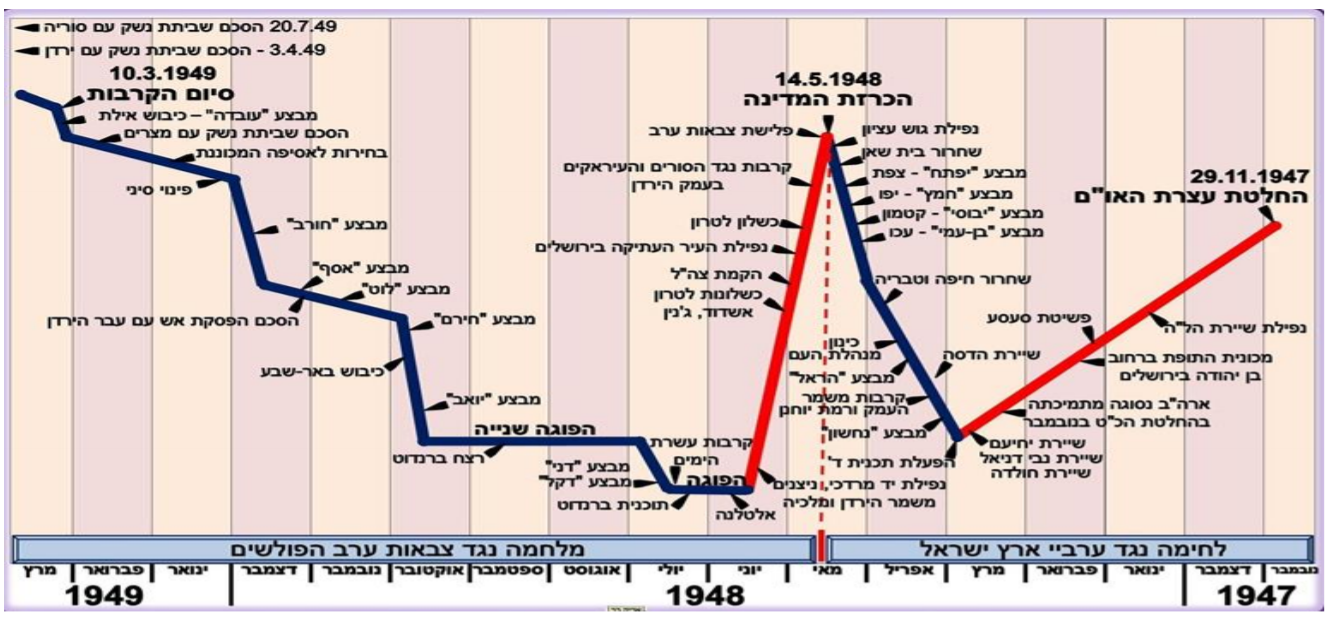 20.7.49 הסכם שביתת נשק עם סוריה
3.4.49 - הסכם שביתת נשק עם ירדן
10.3.1949
סיום הקרבות
מבצע "עובדה" – כיבוש אילת
הסכם שביתת נשק עם מצרים
בחירות לאסיפה המכוננת
פינוי סיני
מבצע "חורב"
מבצע "אסף"
מבצע "לוט"
הסכם הפסקת אש עם עבר הירדן
מבצע "חירם"
כיבוש באר-שבע
מבצע "יואב"
הפוגה שנייה
רצח ברנדוט
קרבות עשרת
הימים
מבצע "דני"
מבצע "דקל"
תוכנית ברנדוט
הפוגה
אלטלנה
14.5.1948
הכרזת המדינה
פלישת צבאות ערב
קרבות נגד הסורים והעיראקים
בעמק הירדן
כשלון לטרון
נפילת העיר העתיקה בירושלים
הקמת צה"ל
כשלונות לטרון
אשדוד, ג'נין
נפילת יד מרדכי, ניצנים
משמר הירדן ומלכיה
נפילת גוש עציון
שחרור בית שאן
מבצע "יפתח" - צפת
מבצע "חמץ" - יפו
מבצע "יבוסי" - קטמון
מבצע "בן-עמי" - עכו
שחרור חיפה וטבריה
כינון
מנהלת העם
מבצע "הראל"
קרבות משמר
העמק ורמת יוחנן
מבצע "נחשון"
הפעלת תכנית ד'
שיירת הדסה
29.11.1947
החלטת עצרת האו"ם
נפילת שיירת הל"ה
פשיטת סעסע
מכונית התופת ברחוב
בן יהודה בירושלים
ארה"ב נסוגה מתמיכתה
בהחלטת הכ"ט בנובמבר
שיירת יחיעם
שיירת נבי דניאל
שיירת חולדה
לחימה נגד ערביי ארץ ישראל
מלחמה נגד צבאות ערב הפולשים
נובמבר דצמבר ינואר פברואר מרץ אפריל מאי יוני יולי אוגוסט ספטמבר אוקטובר נובמבר דצמבר ינואר פברואר מרץ
1947 1948 1949